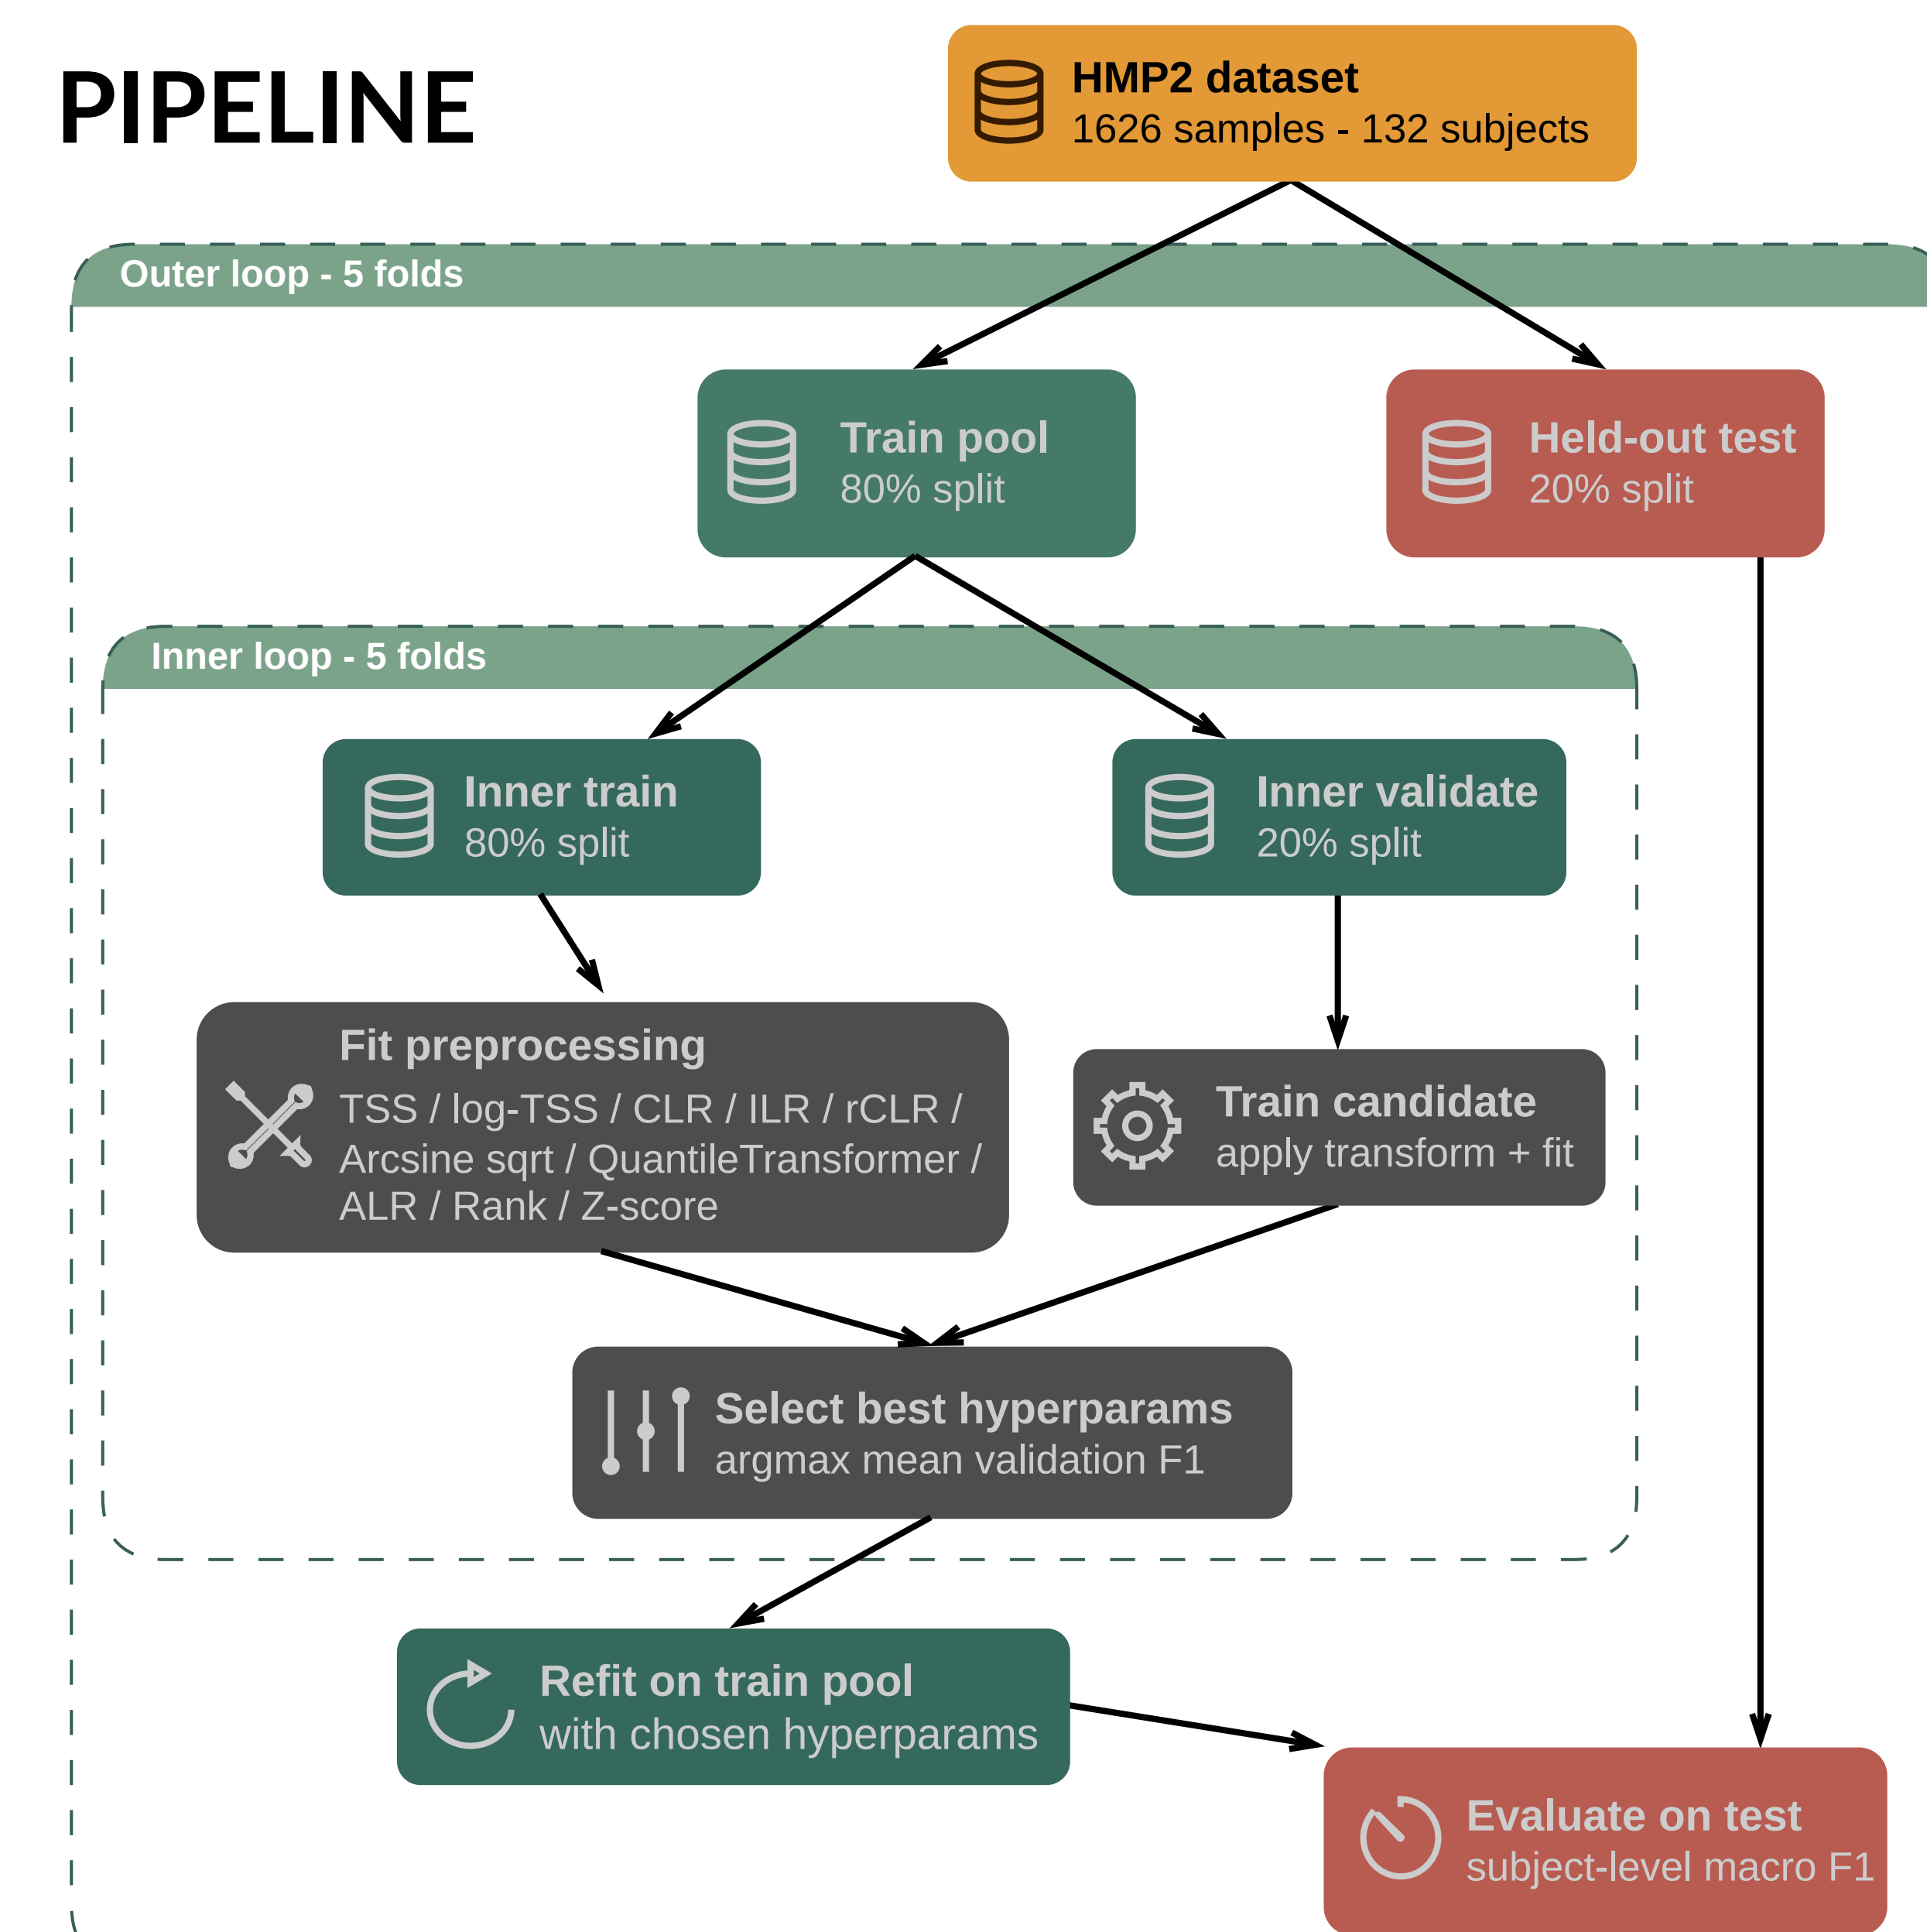 PIPELINE
HMP2 dataset
1626 samples - 132 subjects
Outer loop - 5 folds
Train pool
80% split
Held-out test
20% split
Inner loop - 5 folds
Inner train
80% split
Inner validate
20% split
Fit preprocessing
TSS / log-TSS / CLR / ILR / rCLR /
Arcsine sqrt / QuantileTransformer /
ALR / Rank / Z-score
Train candidate
apply transform + fit
Select best hyperparams
argmax mean validation F1
Refit on train pool
with chosen hyperparams
Evaluate on test
subject-level macro F1